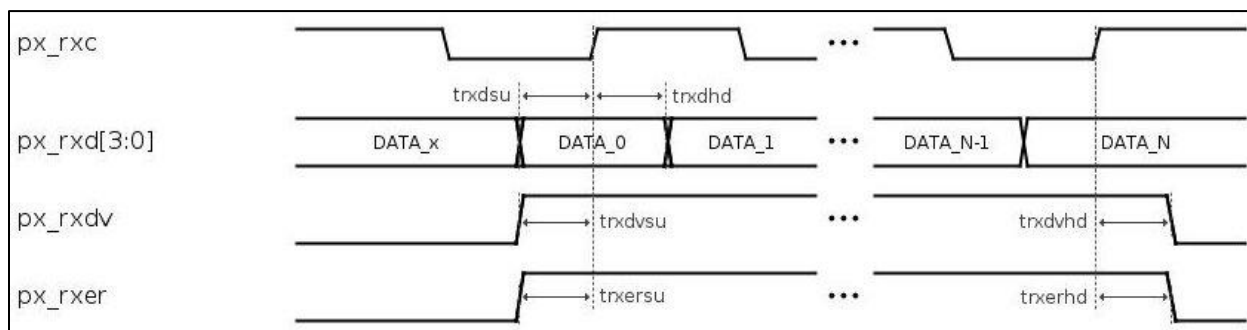 px_rxc
trxdsu trxdhd
px_rxd[3:0] DATA_x DATA_0 DATA_1 DATA_N-1 DATA_N
px_rxdv trxdvsu trxdvhd
px_rxer trxersu trxerhd